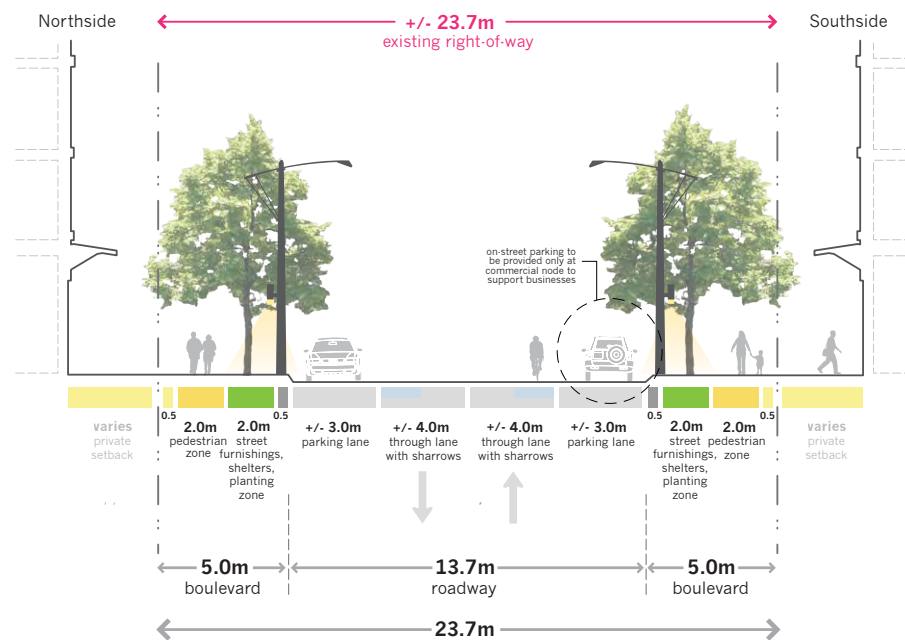 Northside
+/- 23.7m
existing right-of-way
Southside
on-street parking to
be provided only at
commercial node to
support businesses
0.5
0.5
0.5
0.5
varies
private
setback
2.0m
pedestrian
zone
2.0m
street
furnishings,
shelters,
planting
zone
+/- 3.0m
parking lane
+/- 4.0m
through lane
with sharrows
+/- 4.0m
through lane
with sharrows
+/- 3.0m
parking lane
2.0m
street
furnishings,
shelters,
planting
zone
2.0m
pedestrian
zone
varies
private
setback
5.0m
boulevard
13.7m
roadway
5.0m
boulevard
23.7m